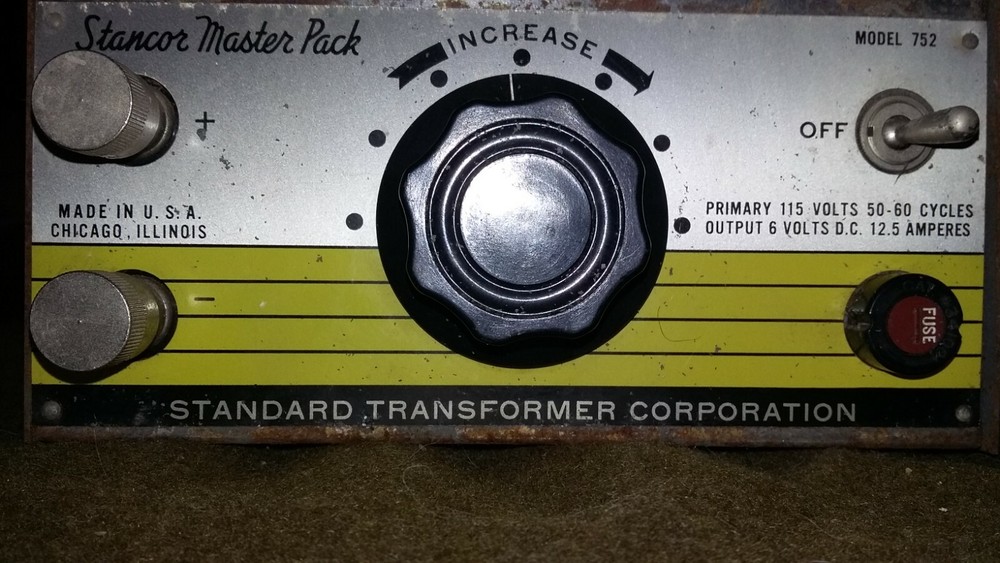 Stancor Master Pack
INCREASE
MODEL 752
+
OFF
MADE IN U.S.A.
CHICAGO, ILLINOIS
PRIMARY 115 VOLTS 50-60 CYCLES
OUTPUT 6 VOLTS D.C. 12.5 AMPERES
-
FUSE
STANDARD TRANSFORMER CORPORATION